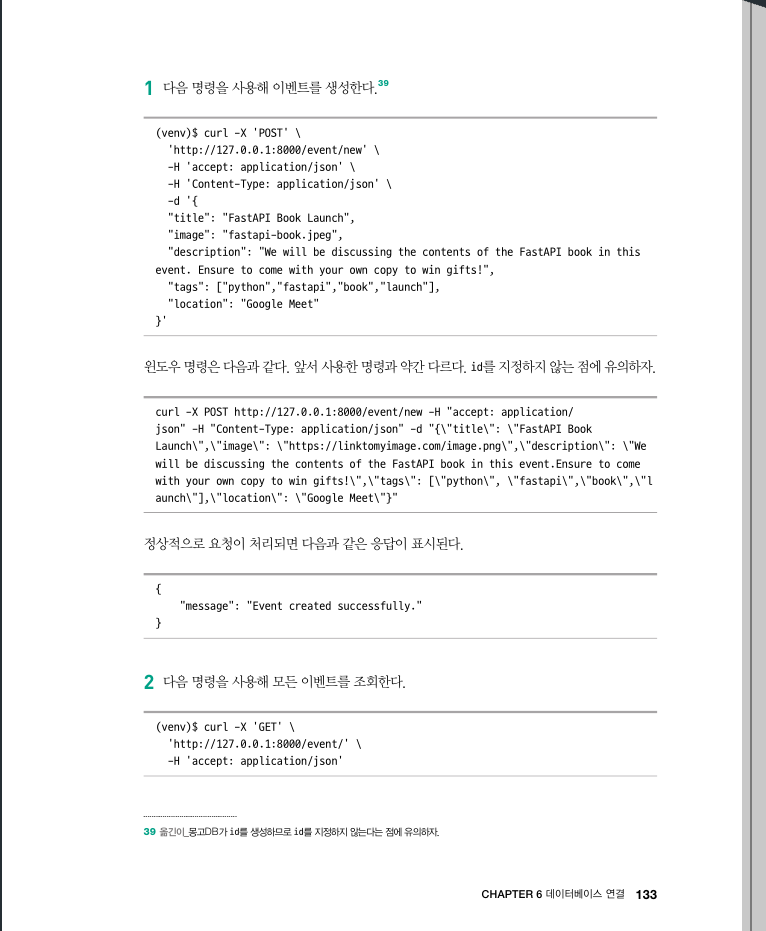 1 다음 명령을 사용해 이벤트를 생성한다.39
(venv)$ curl -X 'POST' \
'http://127.0.0.1:8000/event/new' \
-H 'accept: application/json' \
-H 'Content-Type: application/json' \
-d '{
"title": "FastAPI Book Launch",
"image": "fastapi-book.jpeg",
"description": "We will be discussing the contents of the FastAPI book in this
event. Ensure to come with your own copy to win gifts!",
"tags": ["python","fastapi","book","launch"],
"location": "Google Meet"
}'
윈도우 명령은 다음과 같다. 앞서 사용한 명령과 약간 다르다. id를 지정하지 않는 점에 유의하자.
curl -X POST http://127.0.0.1:8000/event/new -H "accept: application/
json" -H "Content-Type: application/json" -d "{\"title\": \"FastAPI Book
Launch\",\"image\": \"https://linktomyimage.com/image.png\",\"description\": \"We
will be discussing the contents of the FastAPI book in this event.Ensure to come
with your own copy to win gifts!\",\"tags\": [\"python\", \"fastapi\",\"book\",\"l
aunch\"],\"location\": \"Google Meet\"}"
정상적으로 요청이 처리되면 다음과 같은 응답이 표시된다.
{
"message": "Event created successfully."
}
2 다음 명령을 사용해 모든 이벤트를 조회한다.
(venv)$ curl -X 'GET' \
'http://127.0.0.1:8000/event/' \
-H 'accept: application/json'
39 옮긴이_몽고DB가 id를 생성하므로 id를 지정하지 않는다는 점에 유의하자.
CHAPTER 6 데이터베이스 연결 133